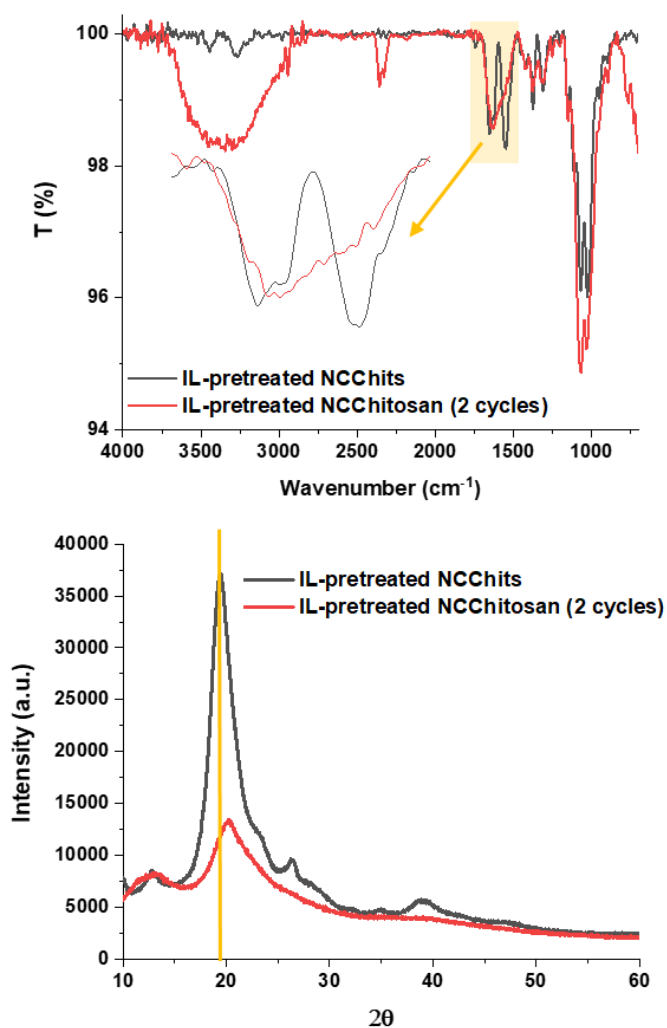 100
98
96
94
T (%)
IL-pretreated NCChits
IL-pretreated NCChitosan (2 cycles)
4000 3500 3000 2500 2000 1500 1000
Wavenumber (cm⁻¹)
40000
35000
30000
25000
20000
15000
10000
5000
0
Intensity (a.u.)
IL-pretreated NCChits
IL-pretreated NCChitosan (2 cycles)
10 20 30 40 50 60
2θ